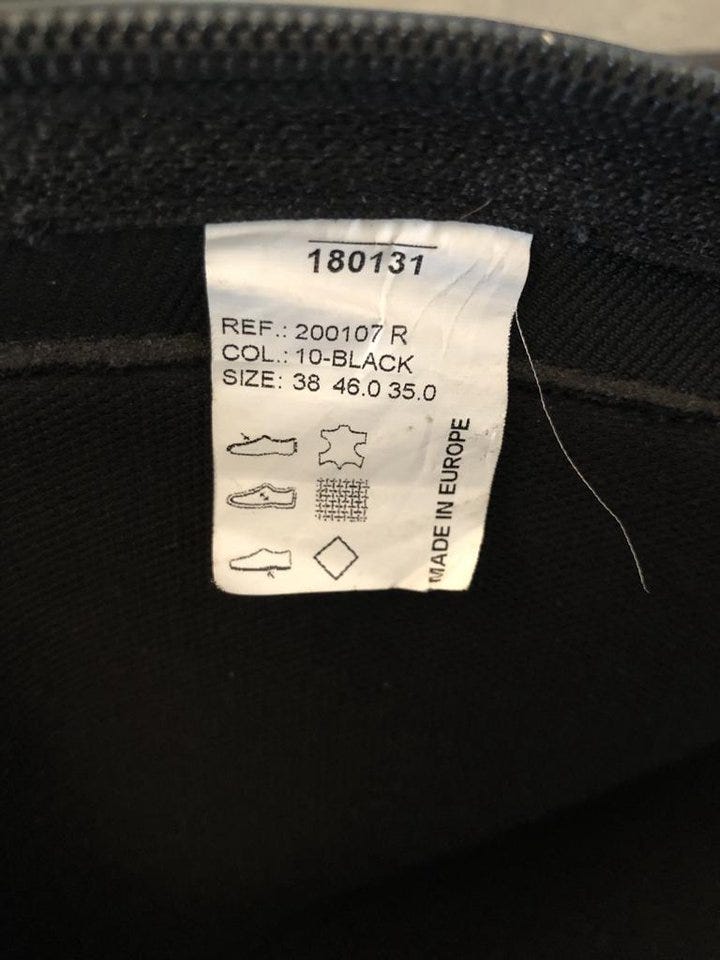 180131
REF.: 200107 R
COL.: 10-BLACK
SIZE: 38 46.0 35.0
MADE IN EUROPE